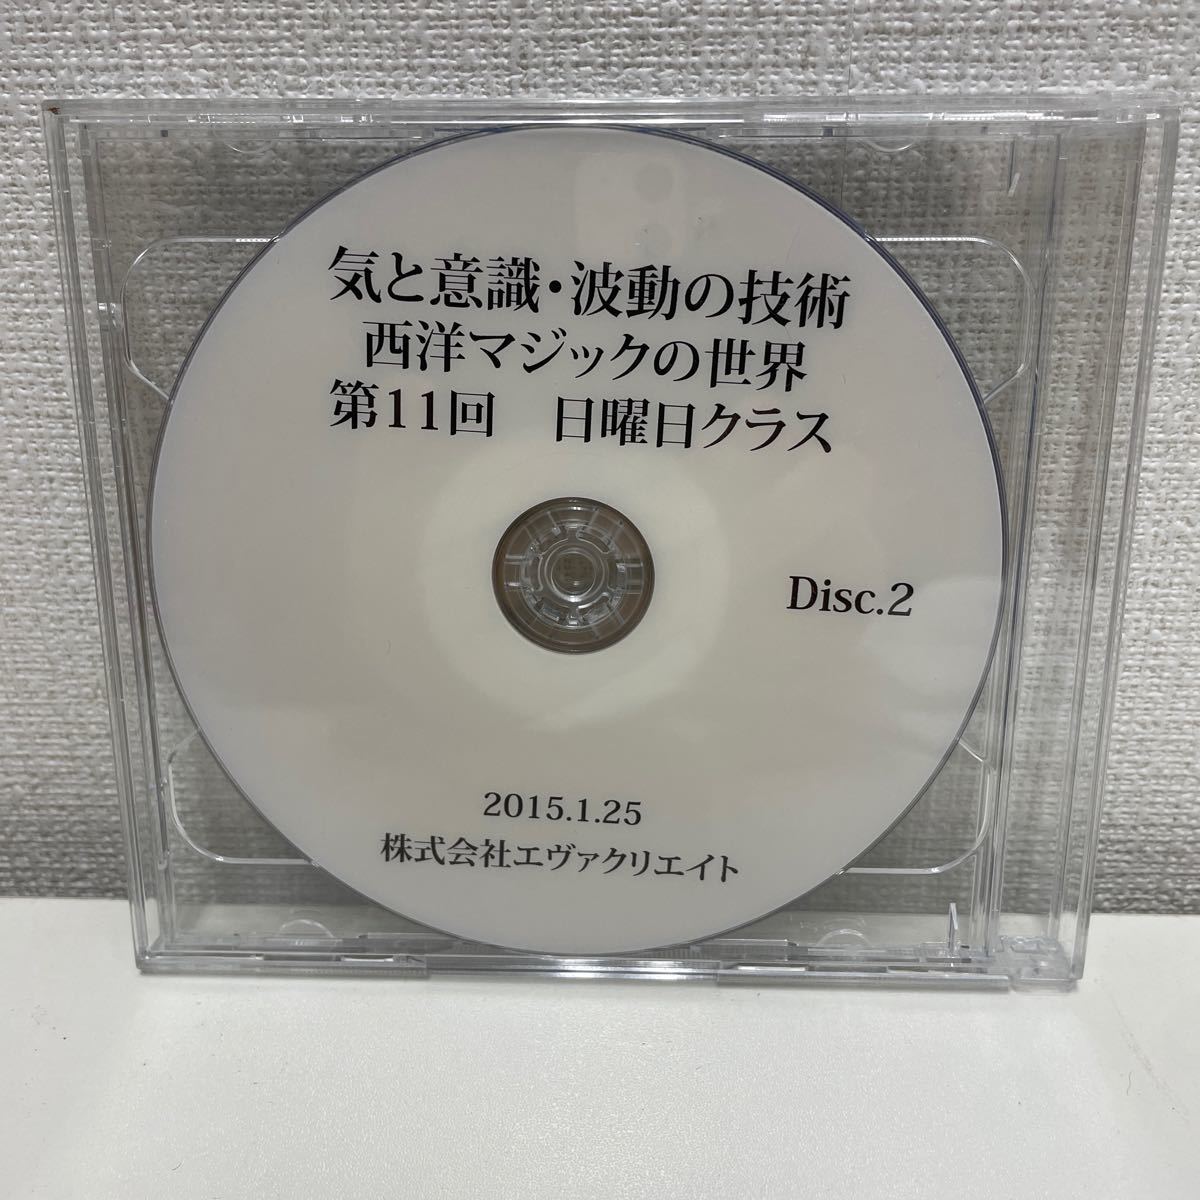 気と意識・波動の技術
西洋マジックの世界
第11回　日曜日クラス
Disc.2
2015.1.25
株式会社エヴァクリエイト